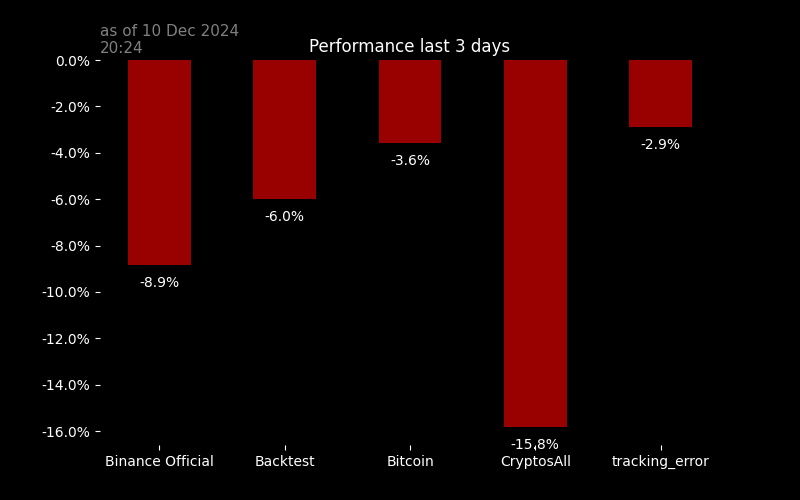 as of 10 Dec 2024
20:24
Performance last 3 days
0.0%
-2.0%
-4.0%
-6.0%
-8.0%
-10.0%
-12.0%
-14.0%
-16.0%
-8.9%
-6.0%
-3.6%
-15.8%
-2.9%
Binance Official
Backtest
Bitcoin
CryptosAll
tracking_error